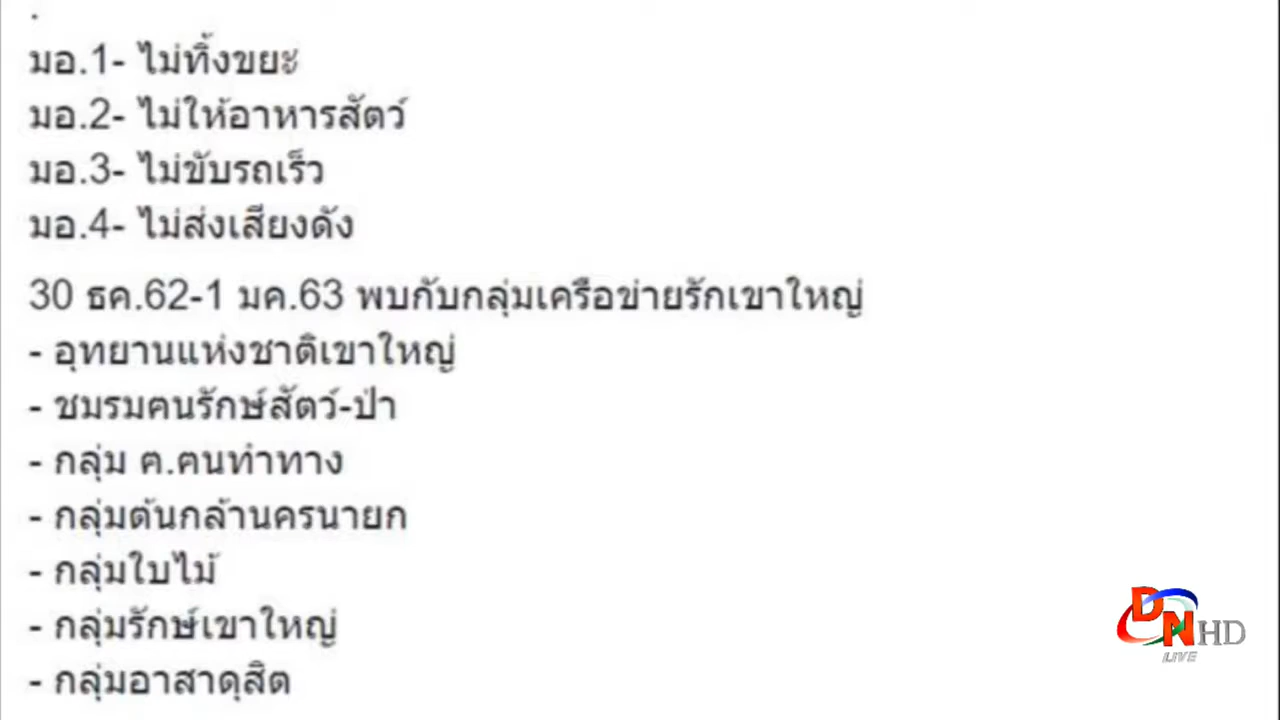 มอ.1- ไม่ทิ้งขยะ
มอ.2- ไม่ให้อาหารสัตว์
มอ.3- ไม่ขับรถเร็ว
มอ.4- ไม่ส่งเสียงดัง
30 ธค.62-1 มค.63 พบกับกลุ่มเครือข่ายรักเขาใหญ่
- อุทยานแห่งชาติเขาใหญ่
- ชมรมคนรักษ์สัตว์-ป่า
- กลุ่ม ฅ.ฅนทำทาง
- กลุ่มต้นกล้านครนายก
- กลุ่มใบไม้
- กลุ่มรักษ์เขาใหญ่
- กลุ่มอาสาดุสิต
DN HD
LIVE